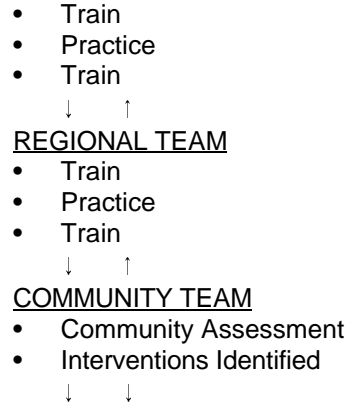 • Train
• Practice
• Train
↓ ↑
REGIONAL TEAM
• Train
• Practice
• Train
↓ ↑
COMMUNITY TEAM
• Community Assessment
• Interventions Identified
↓ ↓